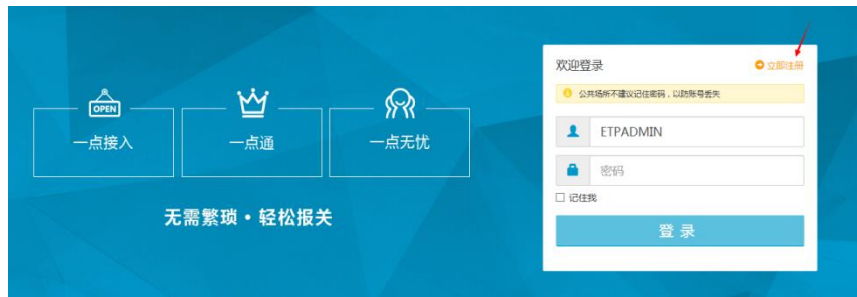 OPEN
一点接入
一点通
一点无忧
无需繁琐・轻松报关
欢迎登录
立即注册
公共场所不建议记住密码，以防账号丢失
ETPADMIN
密码
记住我
登 录